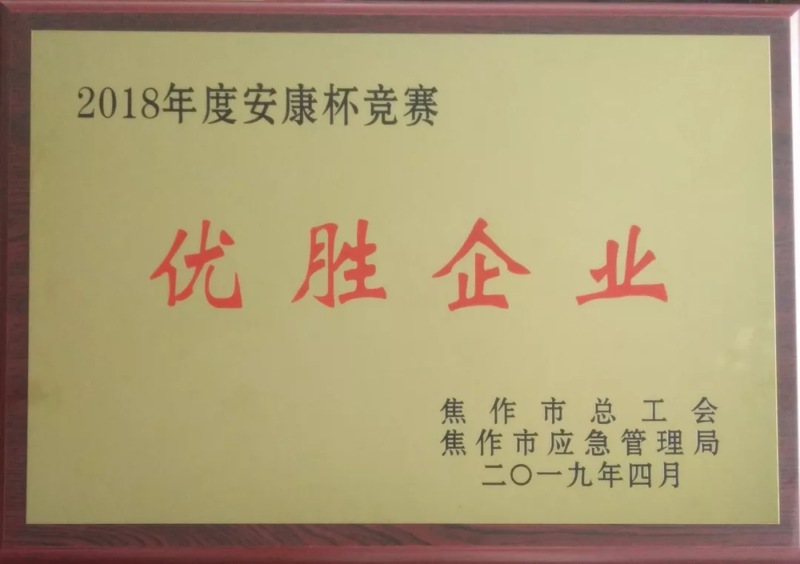 2018年度安康杯竞赛
优胜企业
焦作市总工会
焦作市应急管理局
二〇一九年四月